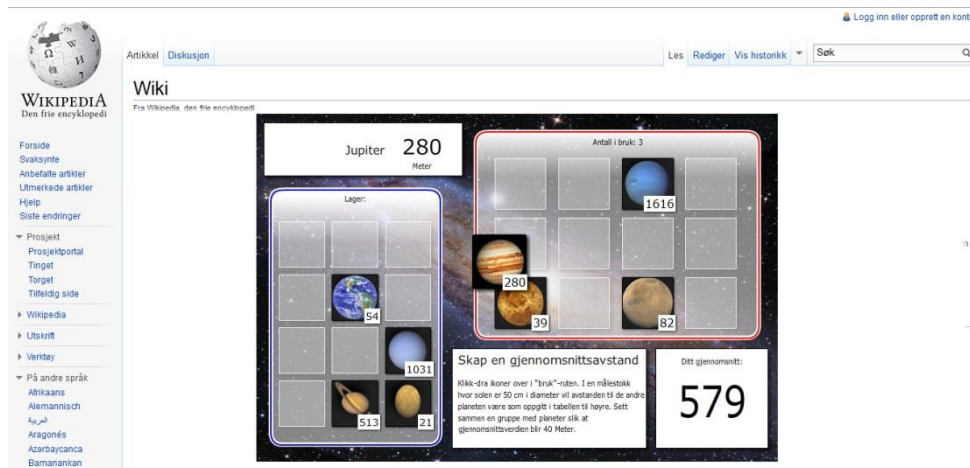 Logg inn eller opprett en kont
WIKIPEDIA
Den frie encyklopedi
Artikkel Diskusjon
Les Rediger Vis historikk Søk
Wiki
Fra Wikipedia, den frie encyklopedi
Forside
Svaksynte
Anbefalte artikler
Utmerkede artikler
Hjelp
Siste endringer
Prosjekt
Prosjektportal
Tinget
Torget
Tilfeldig side
Wikipedia
Utskrift
Verktøy
På andre språk
Afrikaans
Alemannisch
العربية
Aragonés
Azərbaycanca
Bamanankan
Jupiter 280
Meter
Antall i bruk: 3
1616
280
39
82
Lager:
54
1031
513
21
Skap en gjennomsnittsavstand
Klikk-dra ikoner over i "bruk"-ruten. I en målestokk
hvor solen er 50 cm i diameter vil avstanden til de andre
planeten være som oppgitt i tabellen til høyre. Sett
sammen en gruppe med planeter slik at
gjennomsnittsverdien blir 40 Meter.
Ditt gjennomsnitt:
579